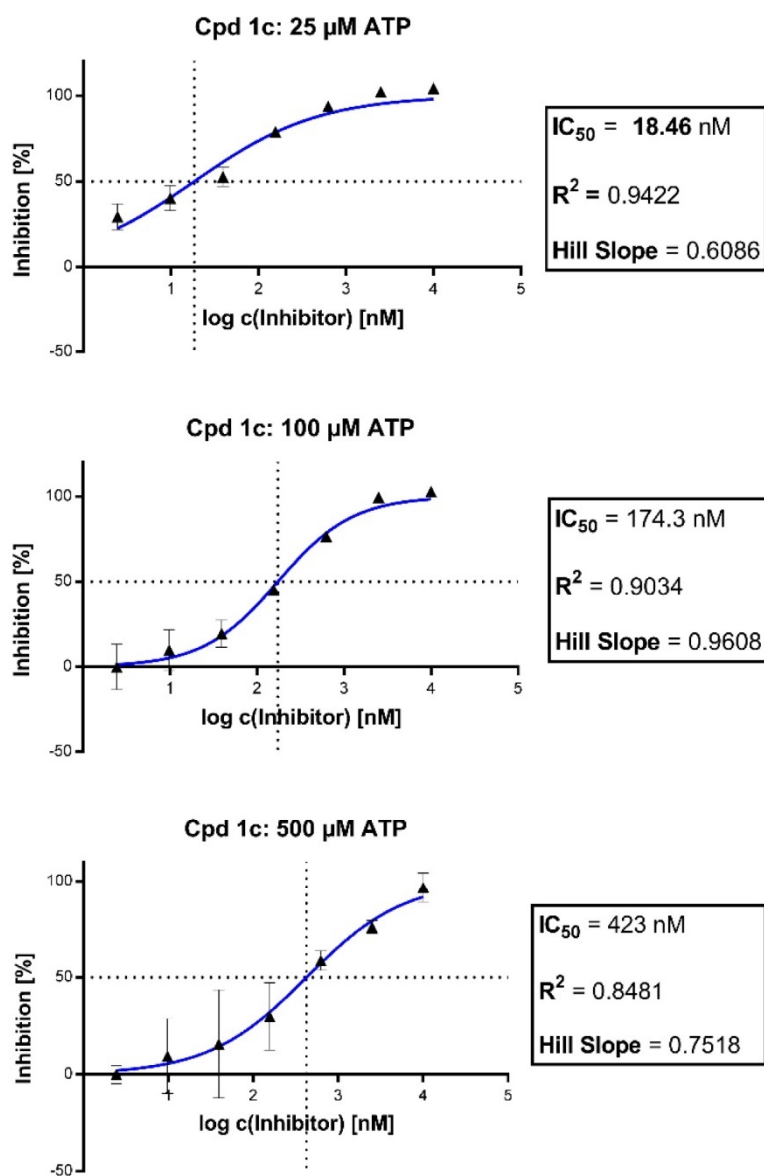 Cpd 1c: 25 µM ATP
Inhibition [%]
100
50
0
-50
1
2
3
4
5
log c(Inhibitor) [nM]
IC50 = 18.46 nM
R2 = 0.9422
Hill Slope = 0.6086
Cpd 1c: 100 µM ATP
Inhibition [%]
100
50
0
-50
1
2
3
4
5
log c(Inhibitor) [nM]
IC50 = 174.3 nM
R2 = 0.9034
Hill Slope = 0.9608
Cpd 1c: 500 µM ATP
Inhibition [%]
100
50
0
-50
1
2
3
4
5
log c(Inhibitor) [nM]
IC50 = 423 nM
R2 = 0.8481
Hill Slope = 0.7518